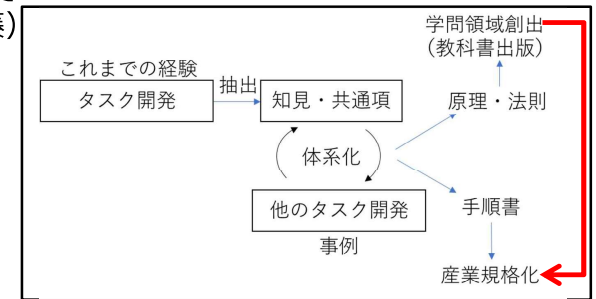 集)
学問領域創出
(教科書出版)
これまでの経験
タスク開発
抽出
知見・共通項
原理・法則
体系化
他のタスク開発
手順書
事例
産業規格化